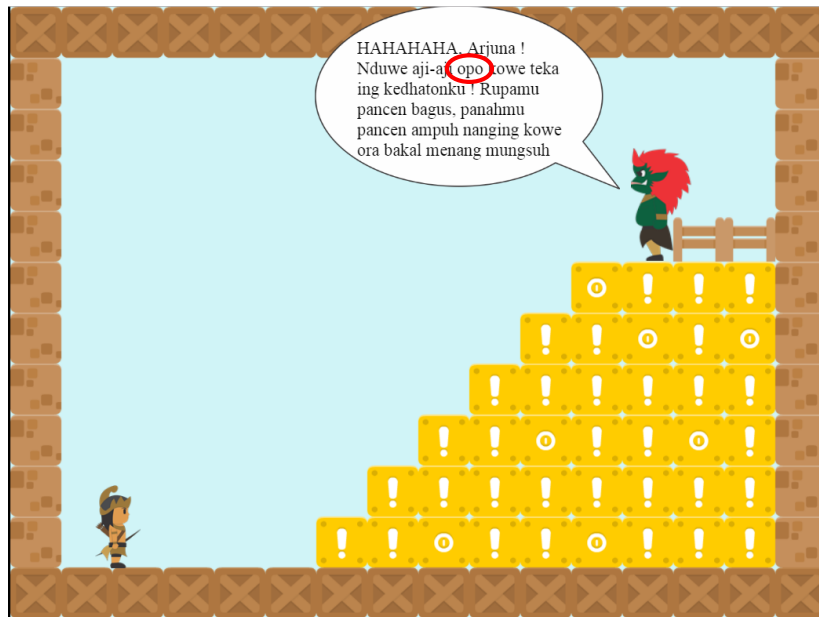 HAHAHAHA, Arjuna !
Nduwe aji-aji opo kowe teka
ing kedhatonku ! Rupamu
pancen bagus, panahmu
pancen ampuh nanging kowe
ora bakal menang mungsuh